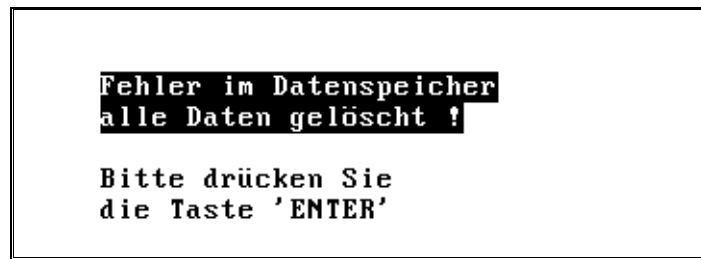 Fehler im Datenspeicher
alle Daten gelöscht !
Bitte drücken Sie
die Taste 'ENTER'